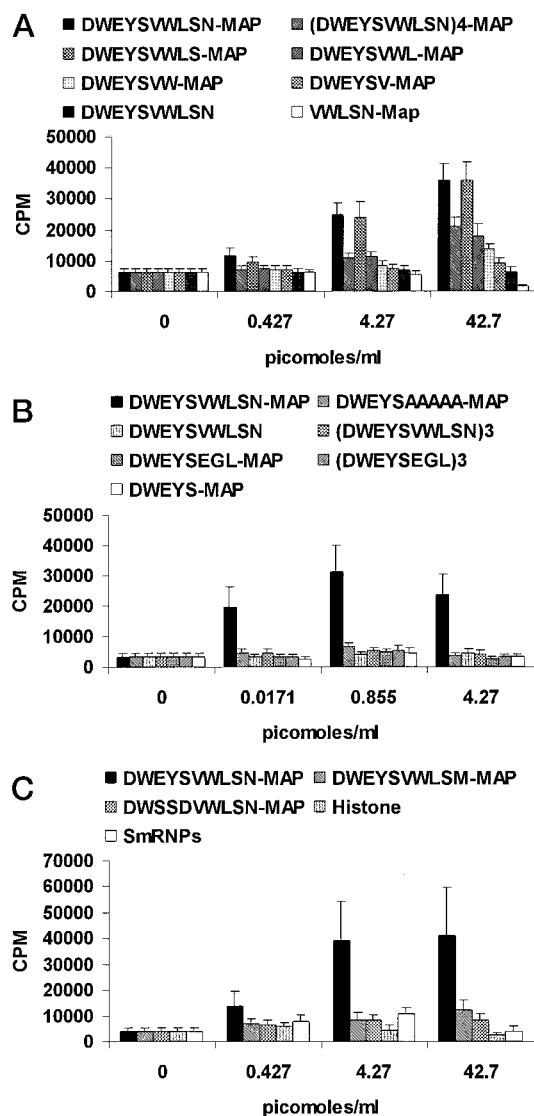 A
DWEYSVWLSN-MAP (DWEYSVWLSN)4-MAP
DWEYSVWLS-MAP DWEYSVWL-MAP
DWEYSVW-MAP DWEYSV-MAP
DWEYSVWLSN VWLSN-Map
50000
40000
30000
20000
10000
0
CPM
0 0.427 4.27 42.7
picomoles/ml
B
DWEYSVWLSN-MAP DWEYSAAAAA-MAP
DWEYSVWLSN (DWEYSVWLSN)3
DWEYSEGL-MAP (DWEYSEGL)3
DWEYS-MAP
50000
40000
30000
20000
10000
0
CPM
0 0.0171 0.855 4.27
picomoles/ml
C
DWEYSVWLSN-MAP DWEYSVWLSM-MAP
DWSSDVWLSN-MAP Histone
SmRNPs
70000
60000
50000
40000
30000
20000
10000
0
CPM
0 0.427 4.27 42.7
picomoles/ml